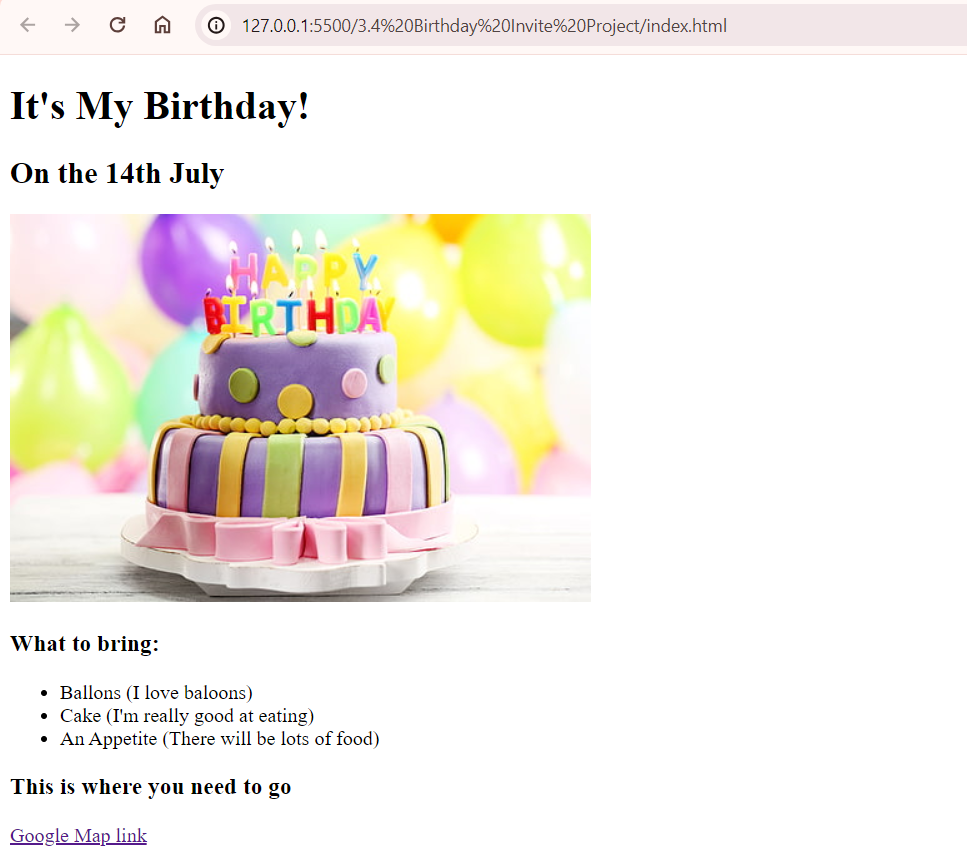 127.0.0.1:5500/3.4%20Birthday%20Invite%20Project/index.html
It's My Birthday!
On the 14th July
HAPPY
BIRTHDAY
What to bring:
Ballons (I love baloons)
Cake (I'm really good at eating)
An Appetite (There will be lots of food)
This is where you need to go
Google Map link